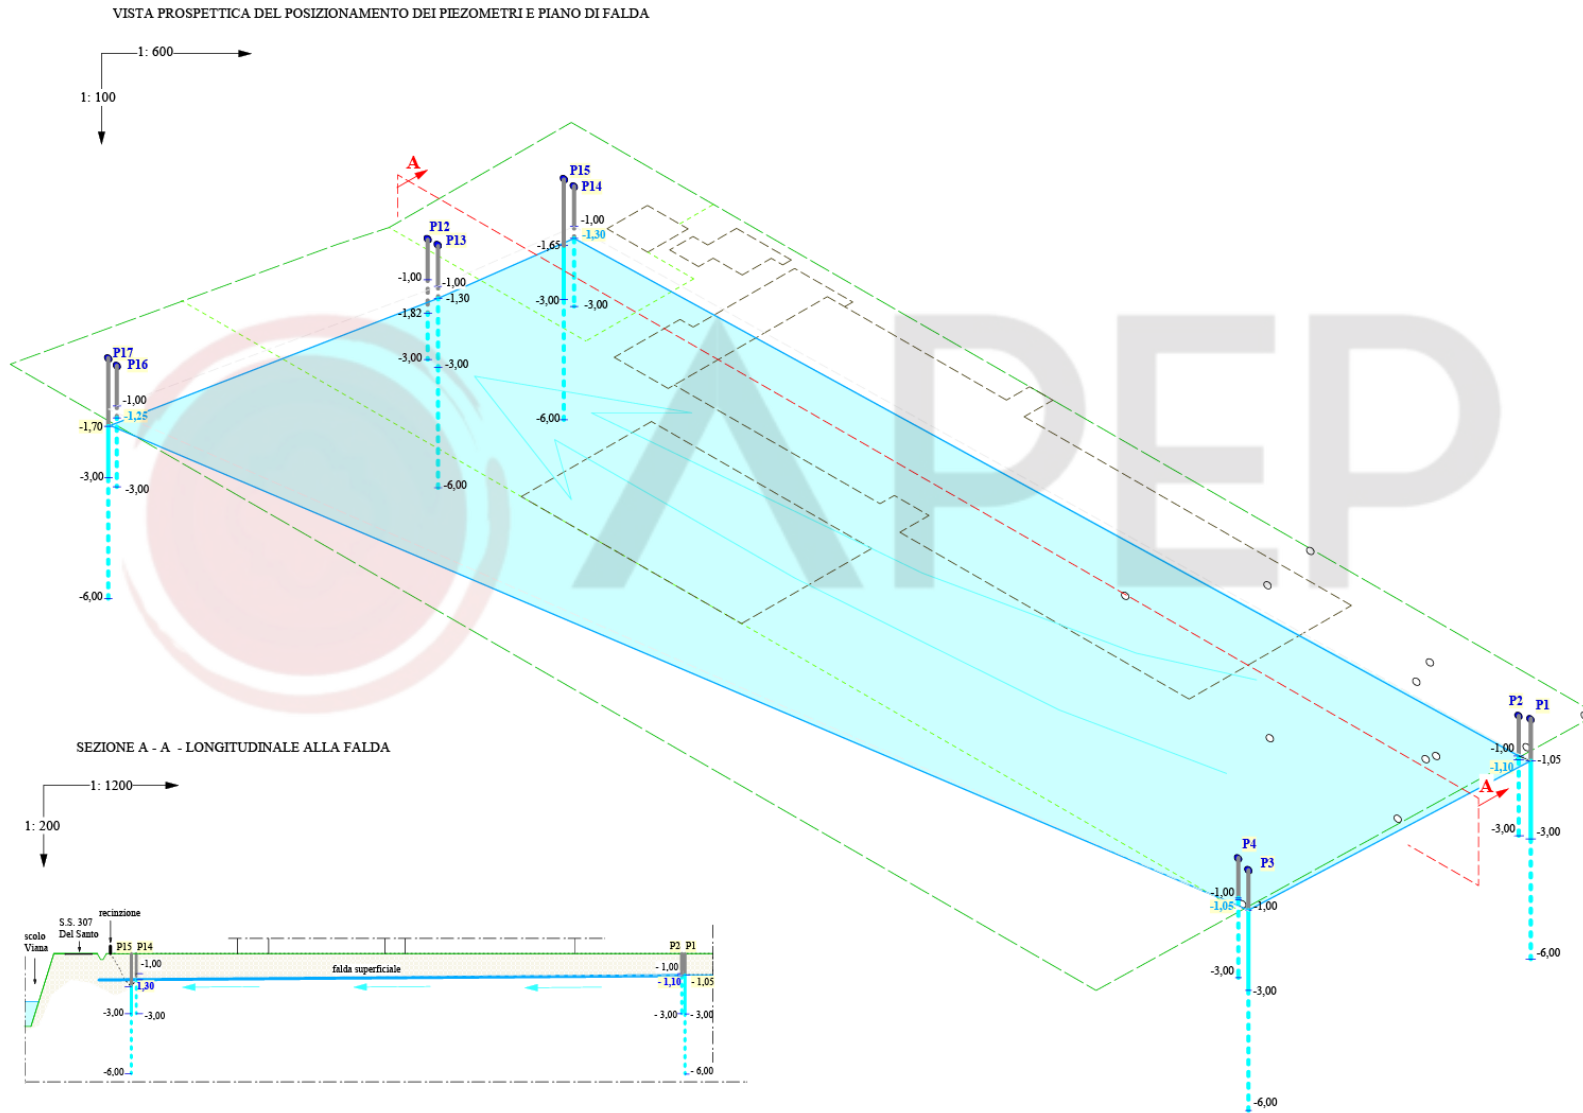 VISTA PROSPETTICA DEL POSIZIONAMENTO DEI PIEZOMETRI E PIANO DI FALDA
1: 600
1: 100
A
P15
P14
-1,00
-1,30
-1,65
-3,00
-3,00
-6,00
P12
P13
-1,00
-1,00
-1,30
-1,82
-3,00
-3,00
-6,00
P17
P16
-1,00
-1,25
-1,70
-3,00
-3,00
-6,00
APEP
P2
P1
-1,00
-1,05
-1,10
-3,00
-3,00
-6,00
A
P4
P3
-1,00
-1,05
-1,00
-3,00
-3,00
-6,00
SEZIONE A - A - LONGITUDINALE ALLA FALDA
1: 1200
1: 200
recinzione
S.S. 307
Del Santo
scolo
Viana
P15 P14
P2 P1
-1,00
falda superficiale
- 1,00
1,30
- 1,10
- 1,05
-3,00
-3,00
- 3,00
- 3,00
-6,00
- 6,00